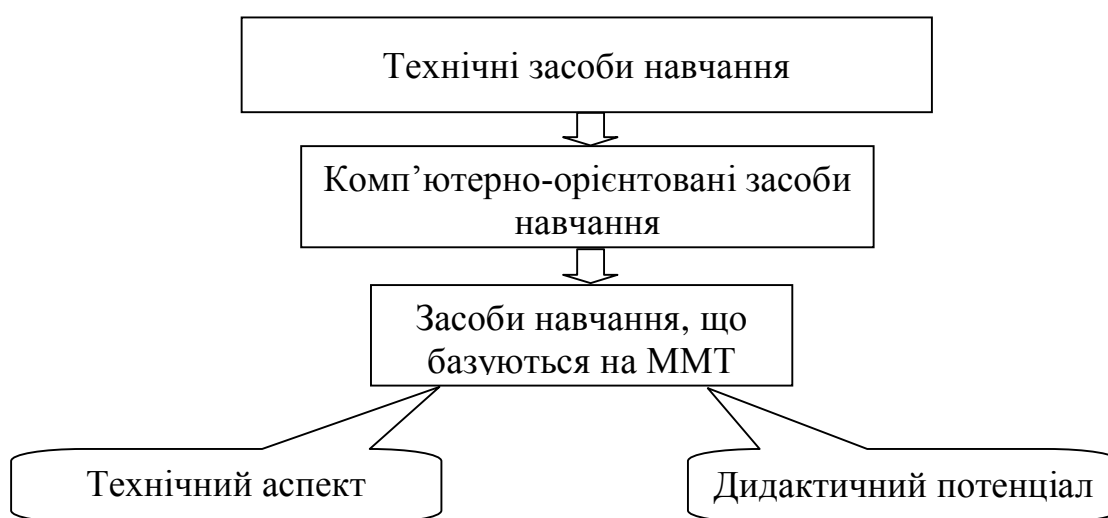 Технічні засоби навчання
Комп’ютерно-орієнтовані засоби
навчання
Засоби навчання, що
базуються на ММТ
Технічний аспект
Дидактичний потенціал